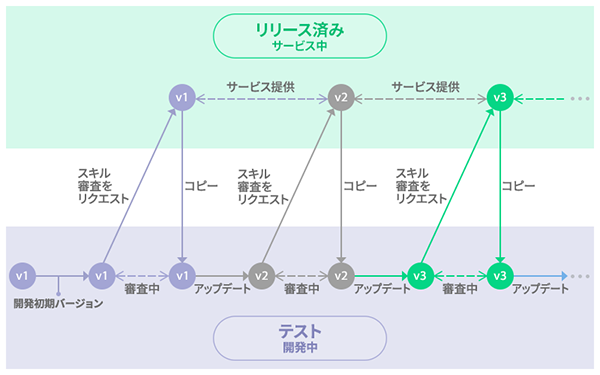 リリース済み
サービス中
サービス提供
サービス提供
v1
v2
v3
スキル
審査を
リクエスト
コピー
スキル
審査を
リクエスト
コピー
スキル
審査を
リクエスト
コピー
v1
v1
v1
v2
v2
v3
v3
開発初期バージョン
審査中
アップデート
審査中
アップデート
審査中
アップデート
テスト
開発中